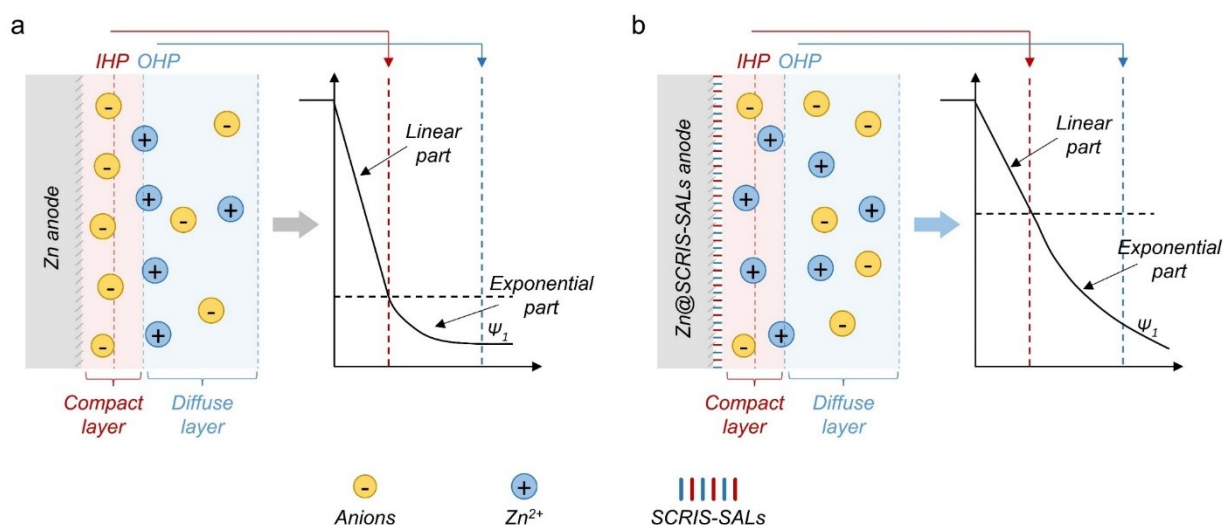 a
IHP OHP
Zn anode
Linear
part
Exponential
part
Ψ1
Compact
layer
Diffuse
layer
b
IHP OHP
Zn@SCRIS-SALs anode
Linear
part
Exponential
part
Ψ1
Compact
layer
Diffuse
layer
Anions
Zn²⁺
SCRIS-SALs